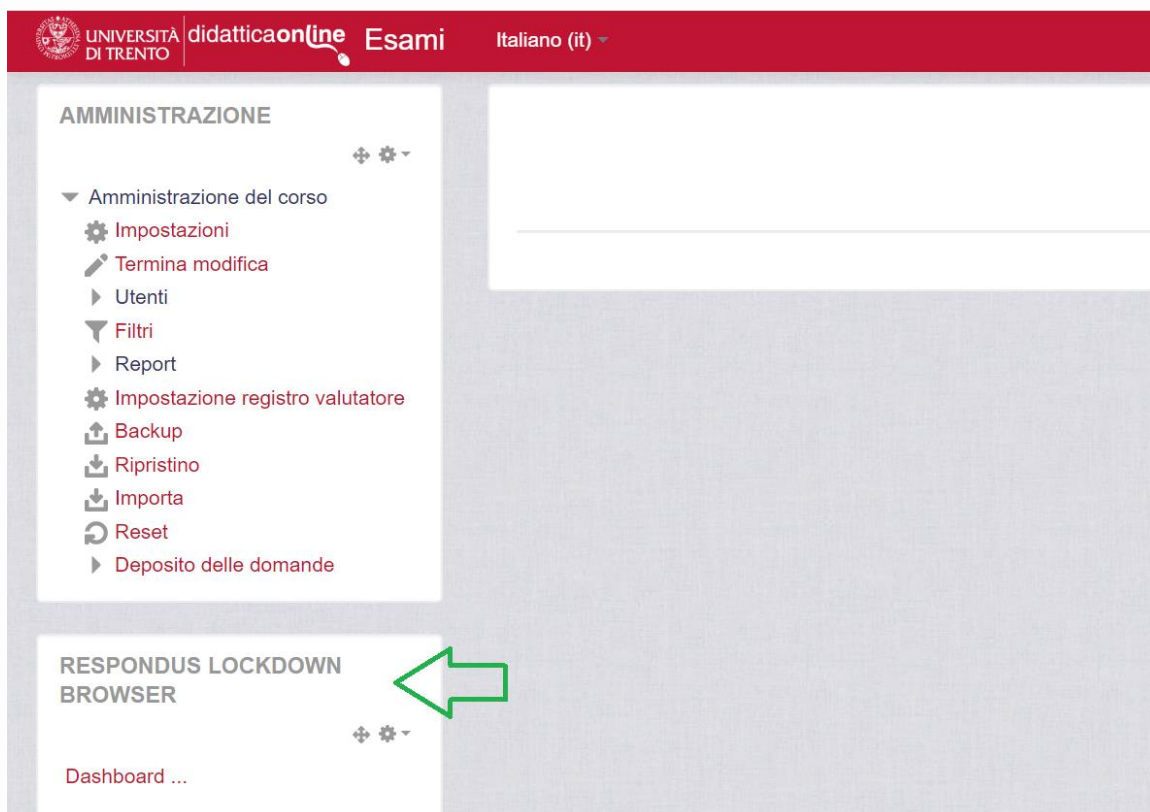 UNIVERSITÀ
DI TRENTO
didatticaonline
Esami
Italiano (it)
AMMINISTRAZIONE
Amministrazione del corso
Impostazioni
Termina modifica
Utenti
Filtri
Report
Impostazione registro valutatore
Backup
Ripristino
Importa
Reset
Deposito delle domande
RESPONDUS LOCKDOWN
BROWSER
Dashboard ...